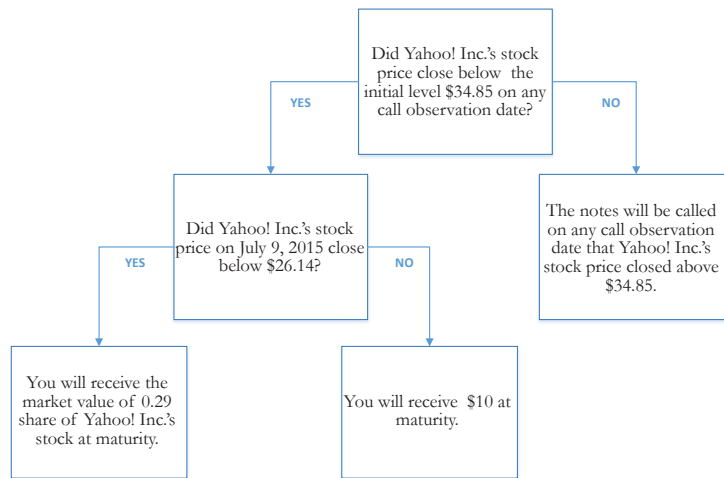 Did Yahoo! Inc.'s stock
price close below the
initial level $34.85 on any
call observation date?
YES
NO
Did Yahoo! Inc.'s stock
price on July 9, 2015 close
below $26.14?
The notes will be called
on any call observation
date that Yahoo! Inc.'s
stock price closed above
$34.85.
YES
NO
You will receive the
market value of 0.29
share of Yahoo! Inc.'s
stock at maturity.
You will receive $10 at
maturity.